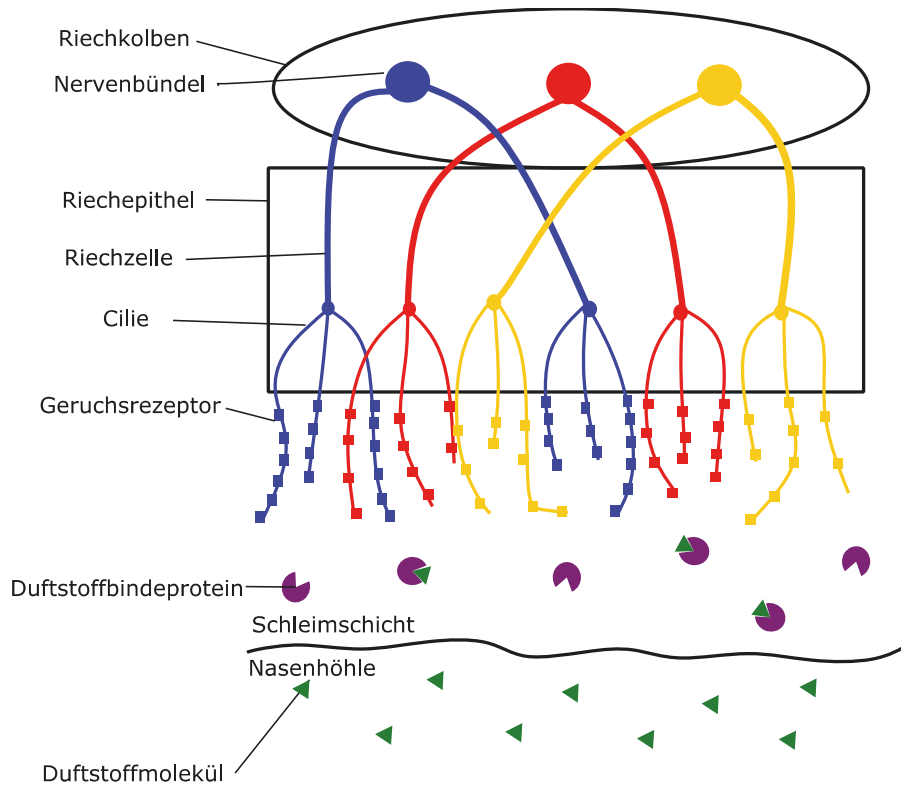 Riechkolben
Nervenbündel
Riechepithel
Riechzelle
Cilie
Geruchsrezeptor
Duftstoffbindeprotein
Schleimschicht
Nasenhöhle
Duftstoffmolekül